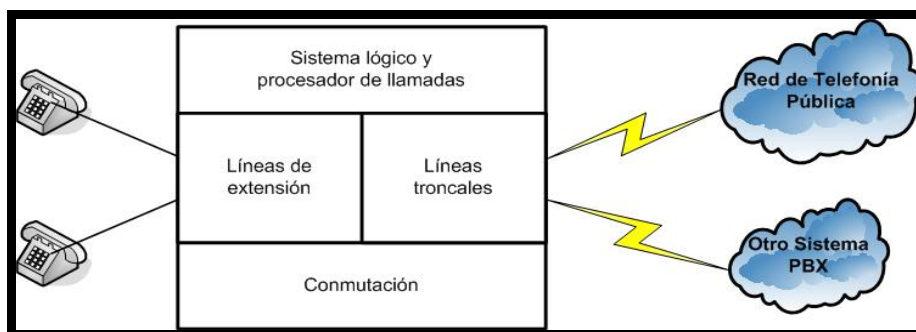 Sistema lógico y
procesador de llamadas
Líneas de
extensión
Líneas
troncales
Conmutación
Red de Telefonía
Pública
Otro Sistema
PBX